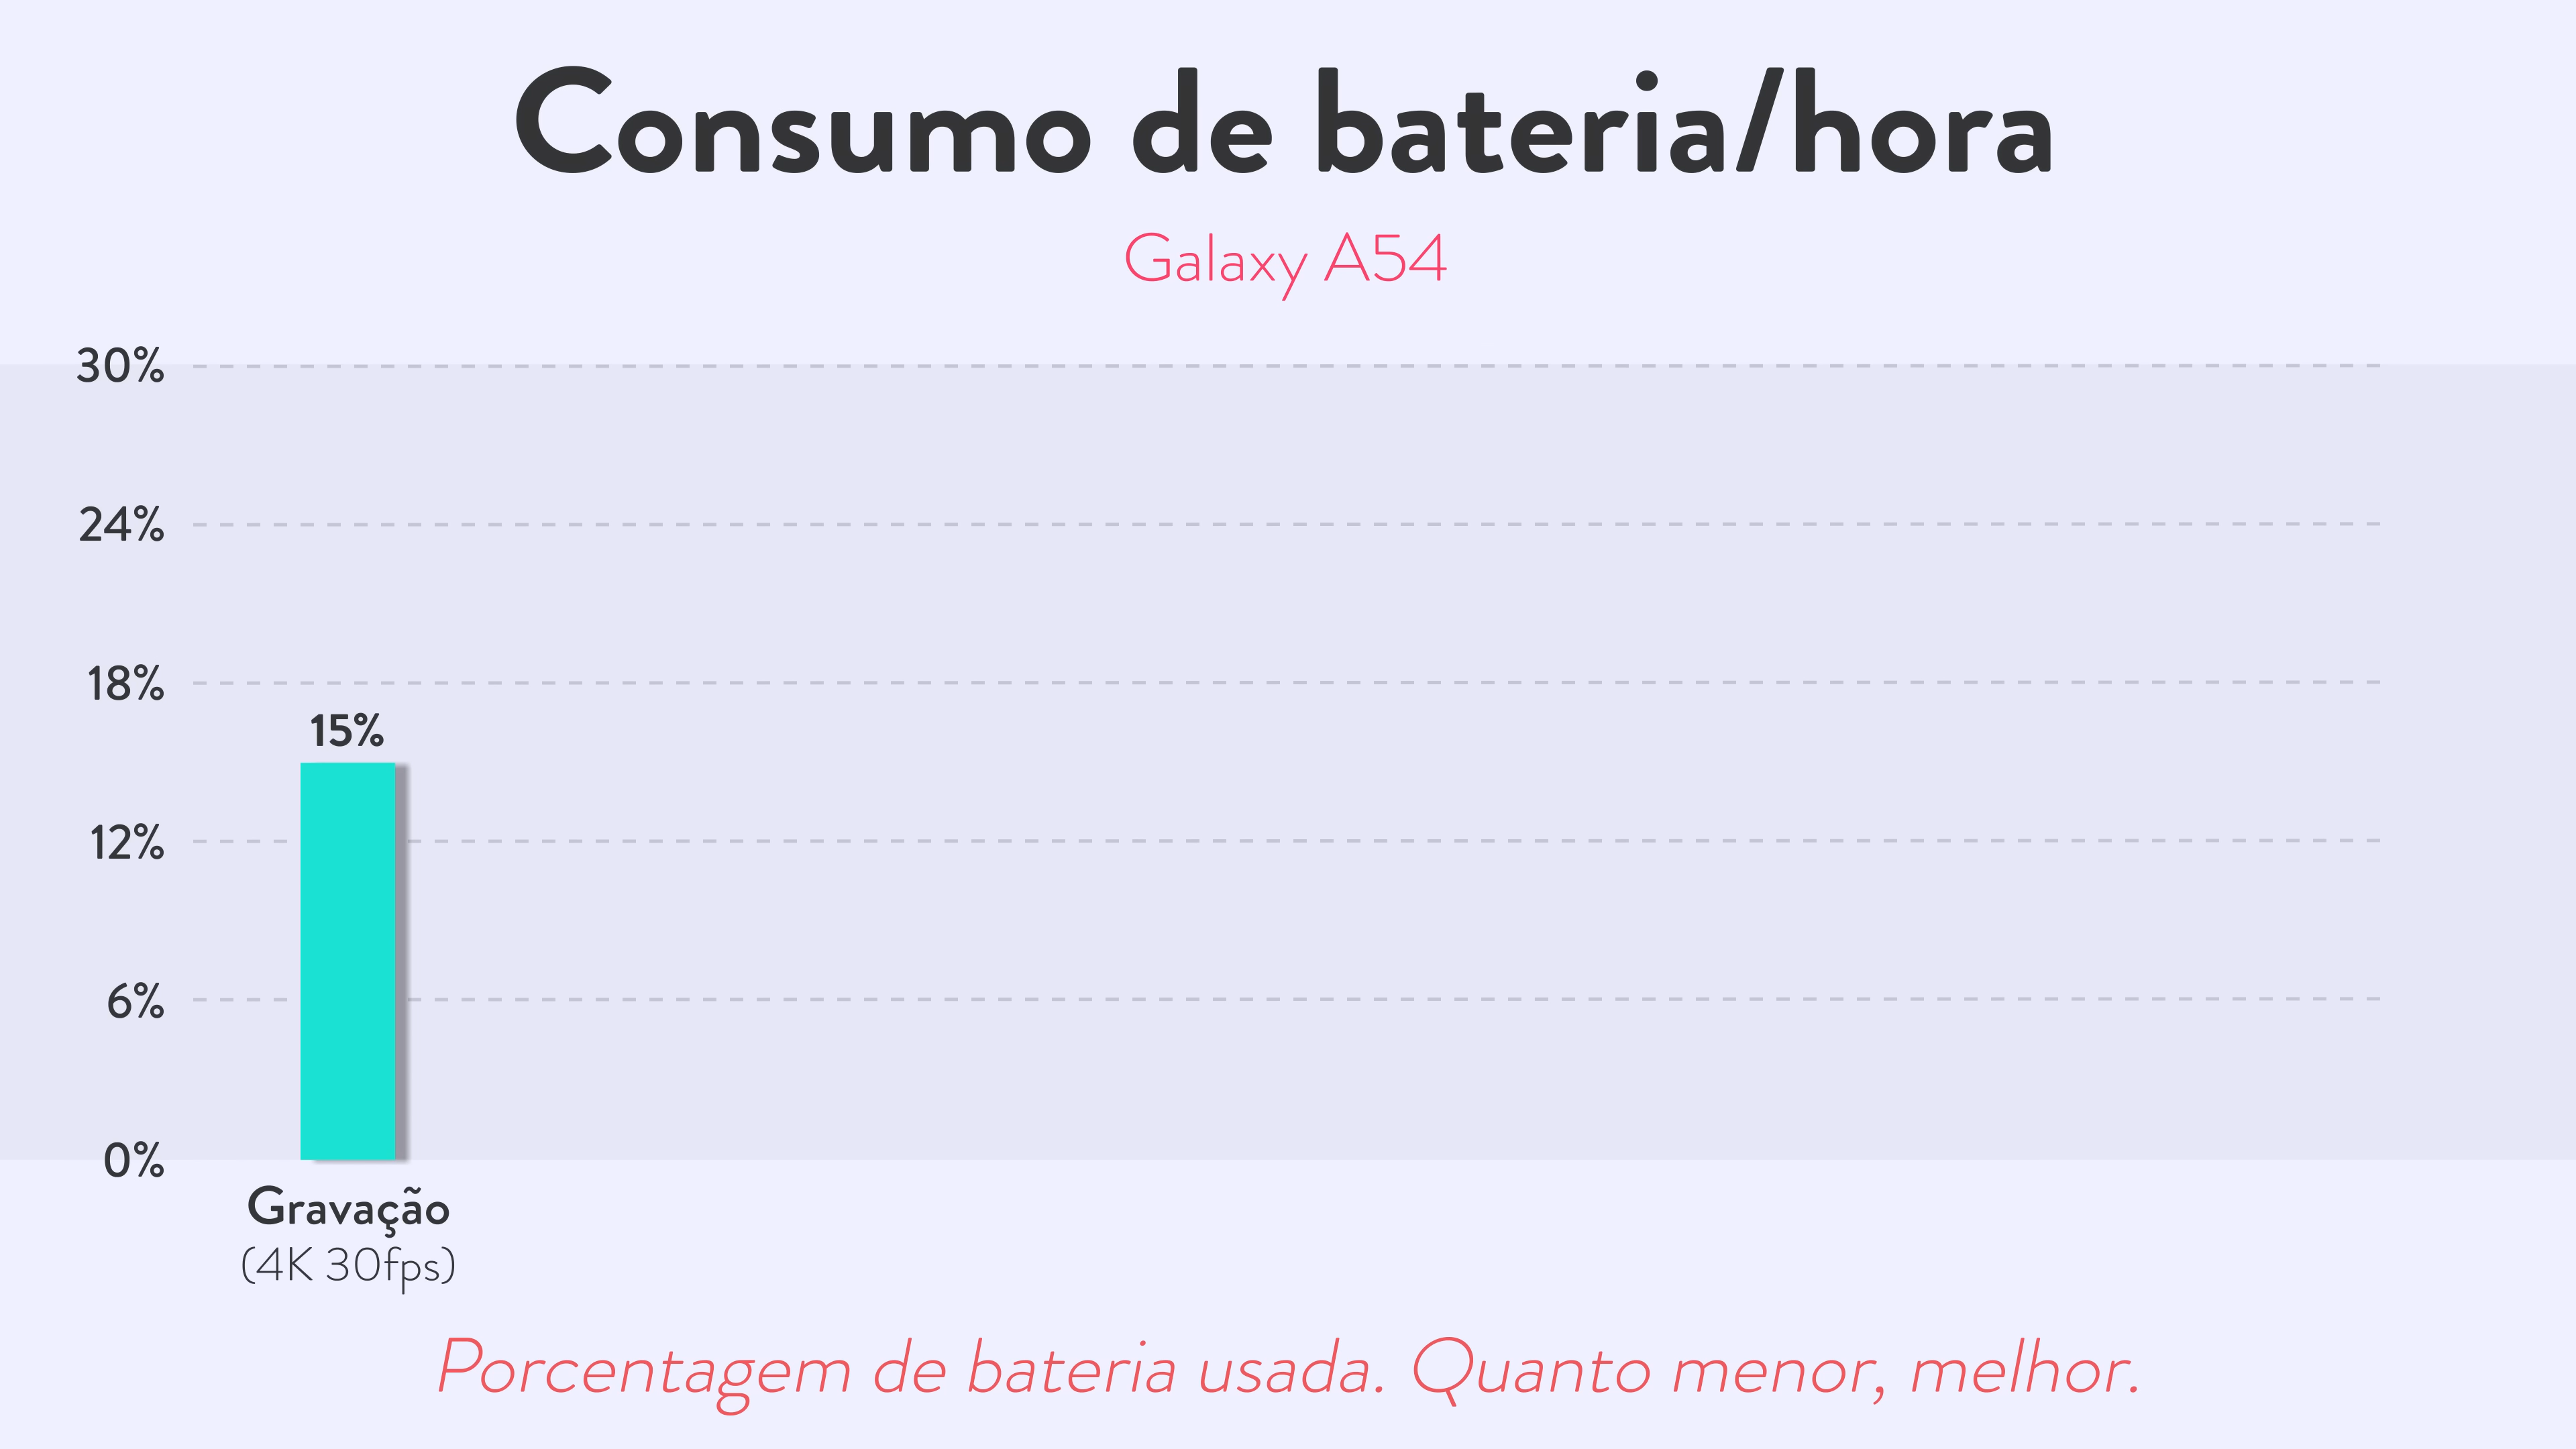 Consumo de bateria/hora
Galaxy A54
30%
24%
18%
15%
12%
6%
0%
Gravação
(4K 30fps)
Porcentagem de bateria usada. Quanto menor, melhor.